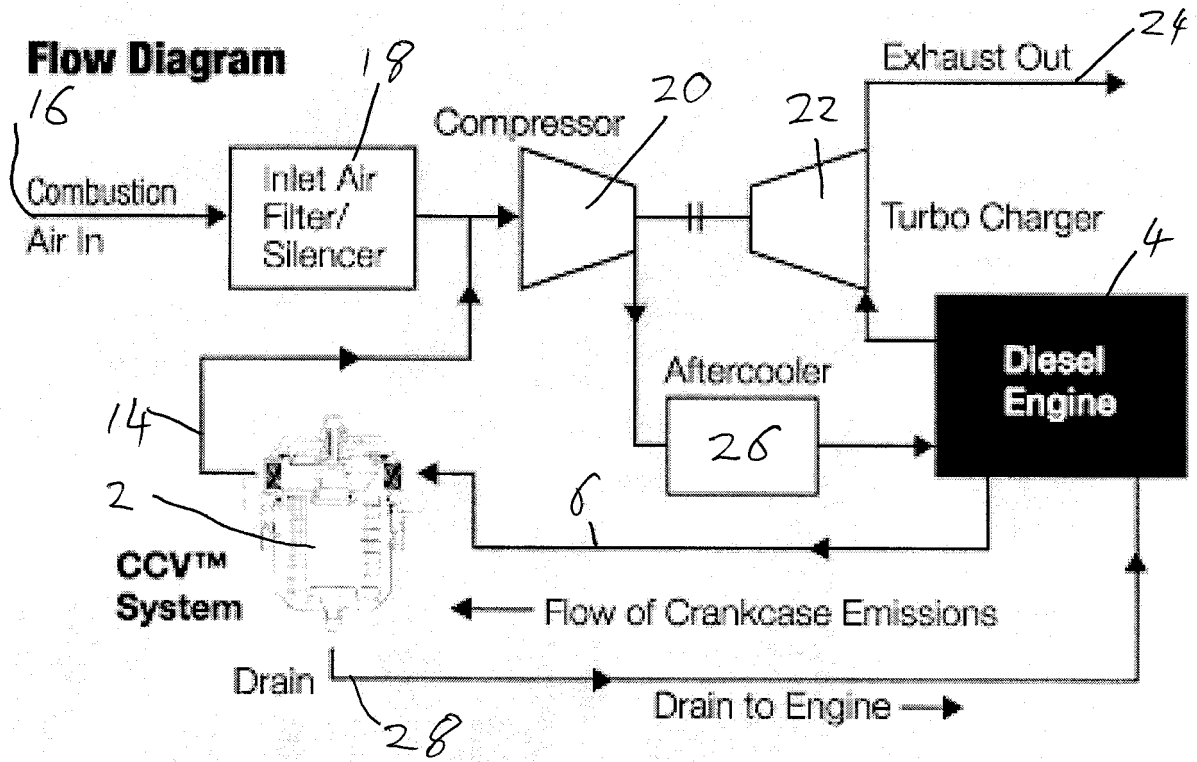 Flow Diagram
16
18
Combustion
Air In
Inlet Air
Filter/
Silencer
Compressor
20
22
Exhaust Out
24
Turbo Charger
4
Diesel
Engine
Aftercooler
26
14
2
6
CCV™
System
Flow of Crankcase Emissions
Drain
28
Drain to Engine